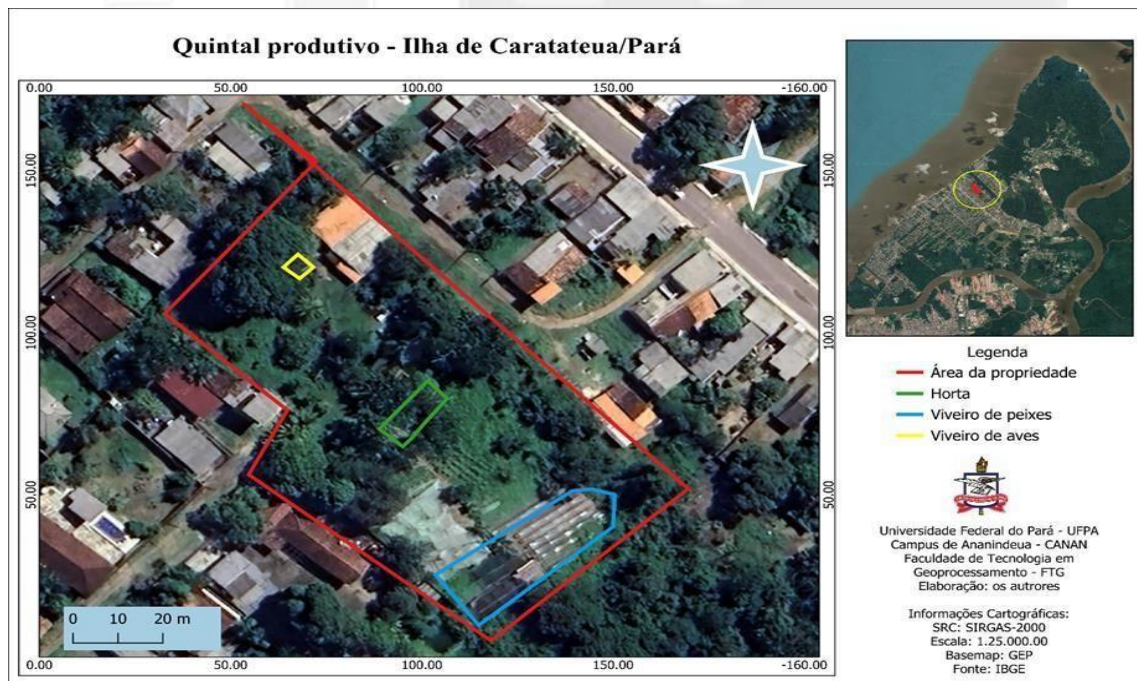 Quintal produtivo - Ilha de Caratateua/Pará
0.00 50.00 100.00 150.00 -160.00
150.00 150.00
100.00 100.00
50.00 50.00
0 10 20 m
0.00 50.00 100.00 150.00 -160.00
Legenda
Área da propriedade
Horta
Viveiro de peixes
Viveiro de aves
Universidade Federal do Pará - UFPA
Campus de Ananindeua - CANAN
Faculdade de Tecnologia em
Geoprocessamento - FTG
Elaboração: os autrores
Informações Cartográficas:
SRC: SIRGAS-2000
Escala: 1.25.000.00
Basemap: GEP
Fonte: IBGE